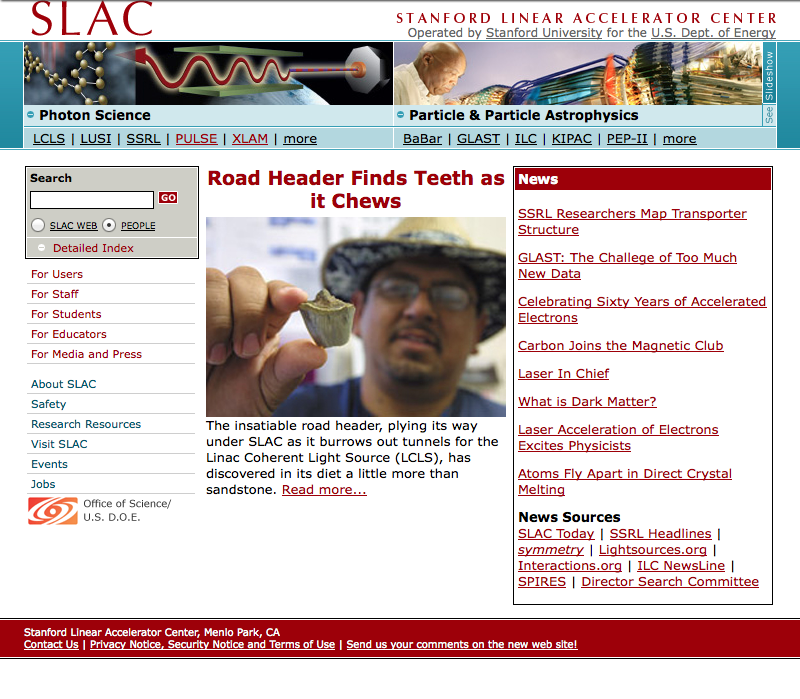 SLAC
STANFORD LINEAR ACCELERATOR CENTER
Operated by Stanford University for the U.S. Dept. of Energy
See Slideshow
Photon Science
LCLS | LUSI | SSRL | PULSE | XLAM | more
Particle & Particle Astrophysics
BaBar | GLAST | ILC | KIPAC | PEP-II | more
Search
GO
SLAC WEB PEOPLE
Detailed Index
For Users
For Staff
For Students
For Educators
For Media and Press
About SLAC
Safety
Research Resources
Visit SLAC
Events
Jobs
Office of Science/
U.S. D.O.E.
Road Header Finds Teeth as
it Chews
The insatiable road header, plying its way
under SLAC as it burrows out tunnels for the
Linac Coherent Light Source (LCLS), has
discovered in its diet a little more than
sandstone. Read more...
News
SSRL Researchers Map Transporter
Structure
GLAST: The Challege of Too Much
New Data
Celebrating Sixty Years of Accelerated
Electrons
Carbon Joins the Magnetic Club
Laser In Chief
What is Dark Matter?
Laser Acceleration of Electrons
Excites Physicists
Atoms Fly Apart in Direct Crystal
Melting
News Sources
SLAC Today | SSRL Headlines |
symmetry | Lightsources.org |
Interactions.org | ILC NewsLine |
SPIRES | Director Search Committee
Stanford Linear Accelerator Center, Menlo Park, CA
Contact Us | Privacy Notice, Security Notice and Terms of Use | Send us your comments on the new web site!